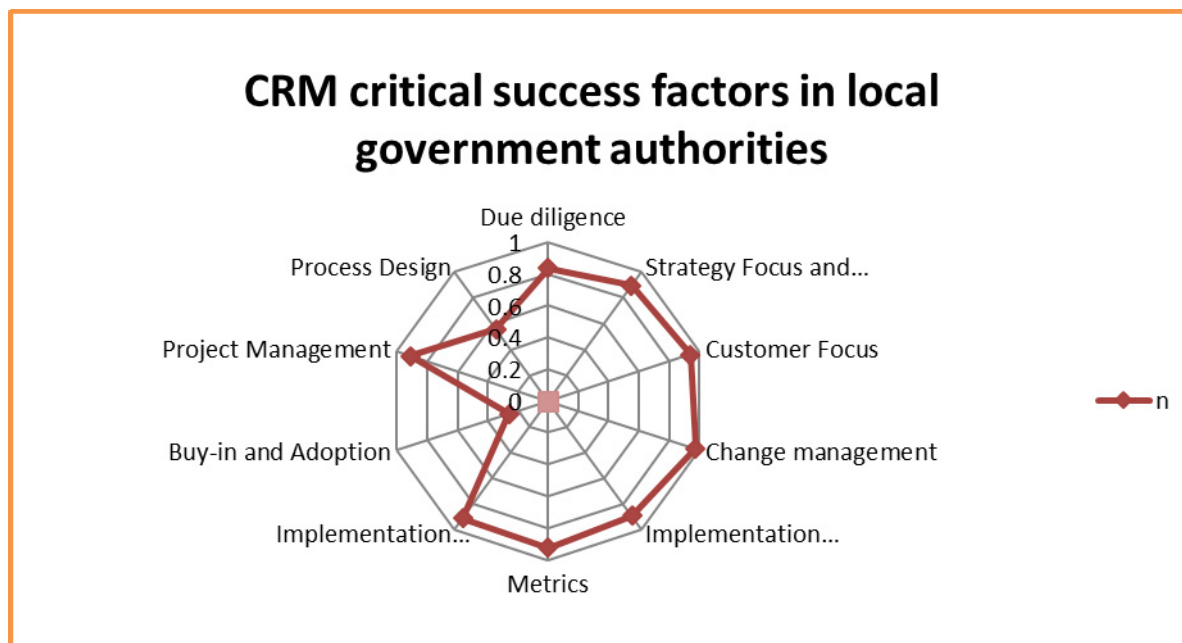 CRM critical success factors in local
government authorities
Due diligence
1
Process Design
0.8
Strategy Focus and...
0.6
0.4
Project Management
Customer Focus
0.2
0
n
Buy-in and Adoption
Change management
Implementation...
Implementation...
Metrics